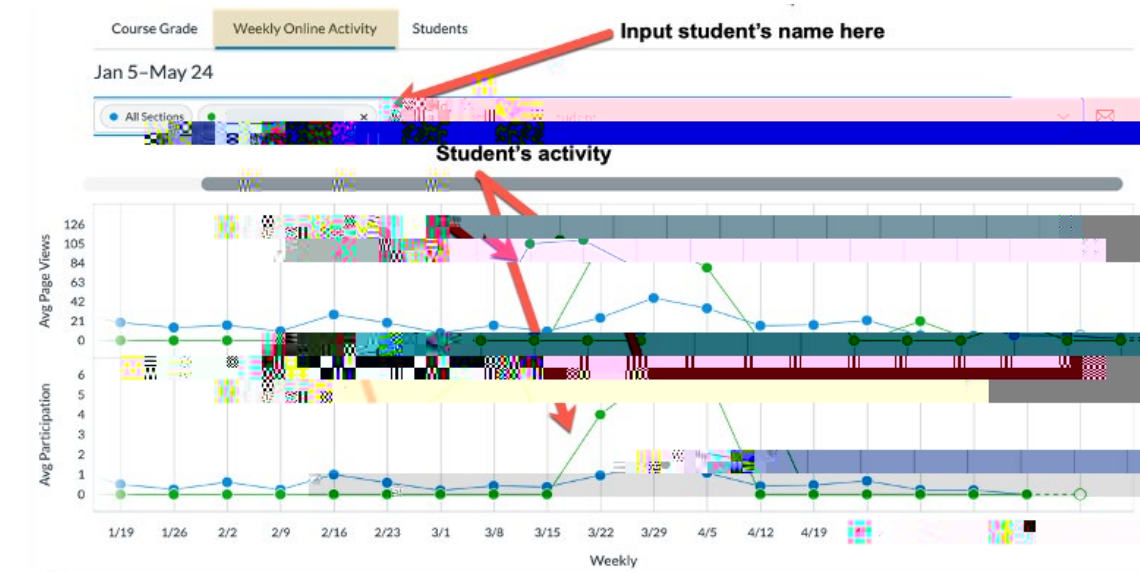 Course Grade Weekly Online Activity Students
Input student's name here
Jan 5–May 24
All Sections ×
Student's activity
Avg Page Views
126
105
84
63
42
21
0
Avg Participation
6
5
4
3
2
1
0
1/19 1/26 2/2 2/9 2/16 2/23 3/1 3/8 3/15 3/22 3/29 4/5 4/12 4/19
Weekly